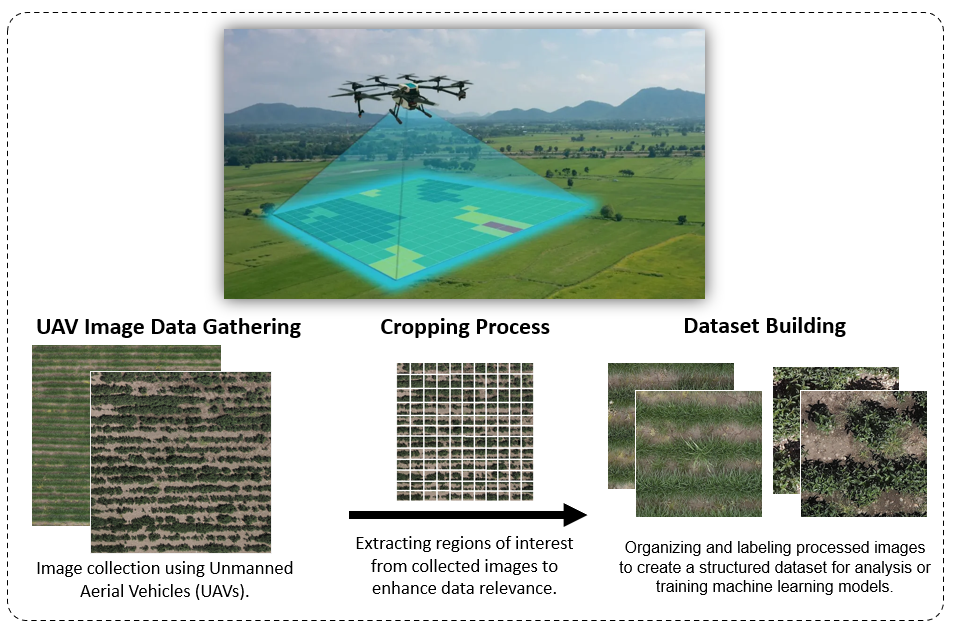 UAV Image Data Gathering
Cropping Process
Dataset Building
Image collection using Unmanned
Aerial Vehicles (UAVs).
Extracting regions of interest
from collected images to
enhance data relevance.
Organizing and labeling processed images
to create a structured dataset for analysis or
training machine learning models.